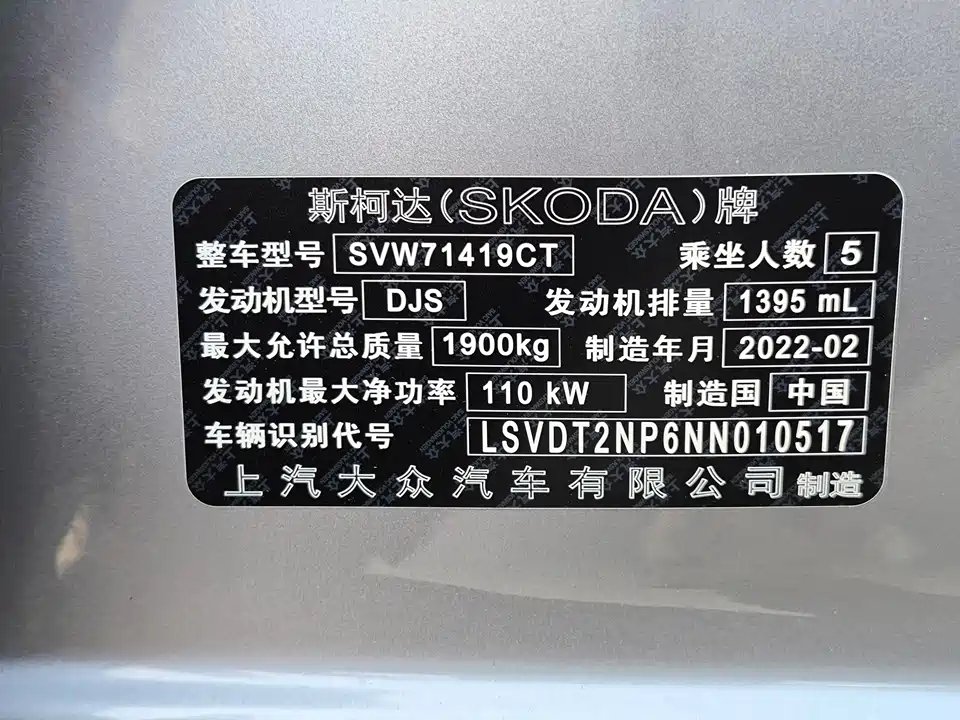 斯柯达(SKODA)牌
整车型号 SVW71419CT 乘坐人数 5
发动机型号 DJS 发动机排量 1395 mL
最大允许总质量 1900kg 制造年月 2022-02
发动机最大净功率 110 kW 制造国 中国
车辆识别代号 LSVDT2NP6NN010517
上汽大众汽车有限公司 制造